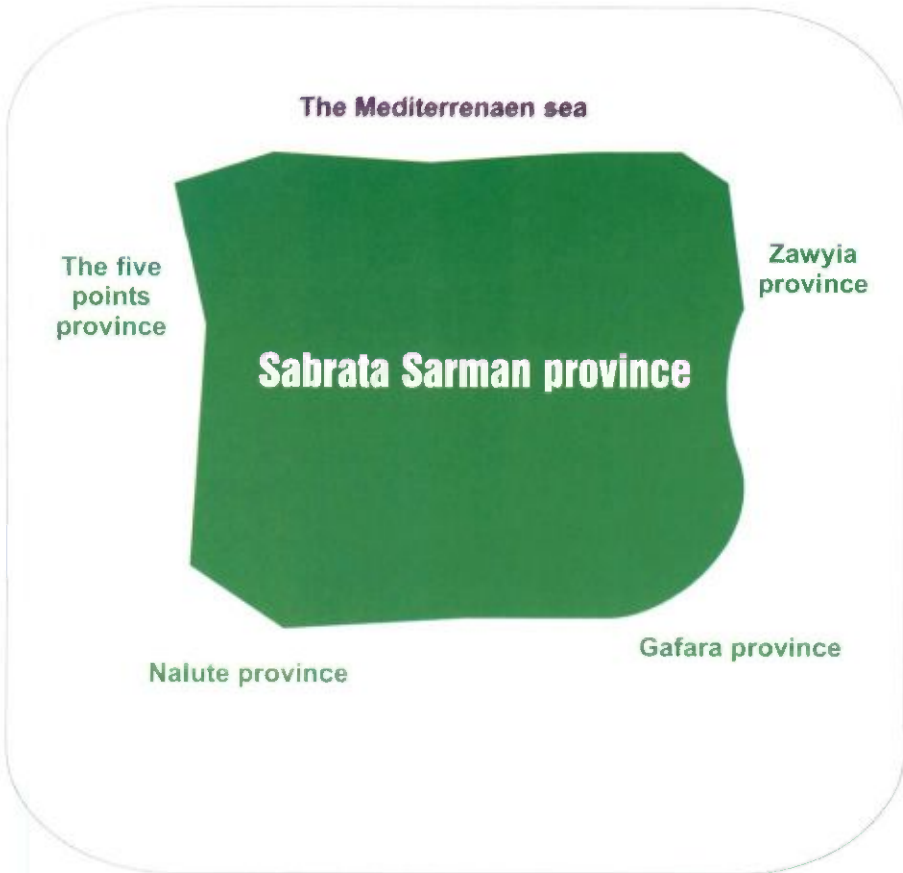 The Mediterrenaen sea
The five
points
province
Zawyia
province
Sabrata Sarman province
Gafara province
Nalute province